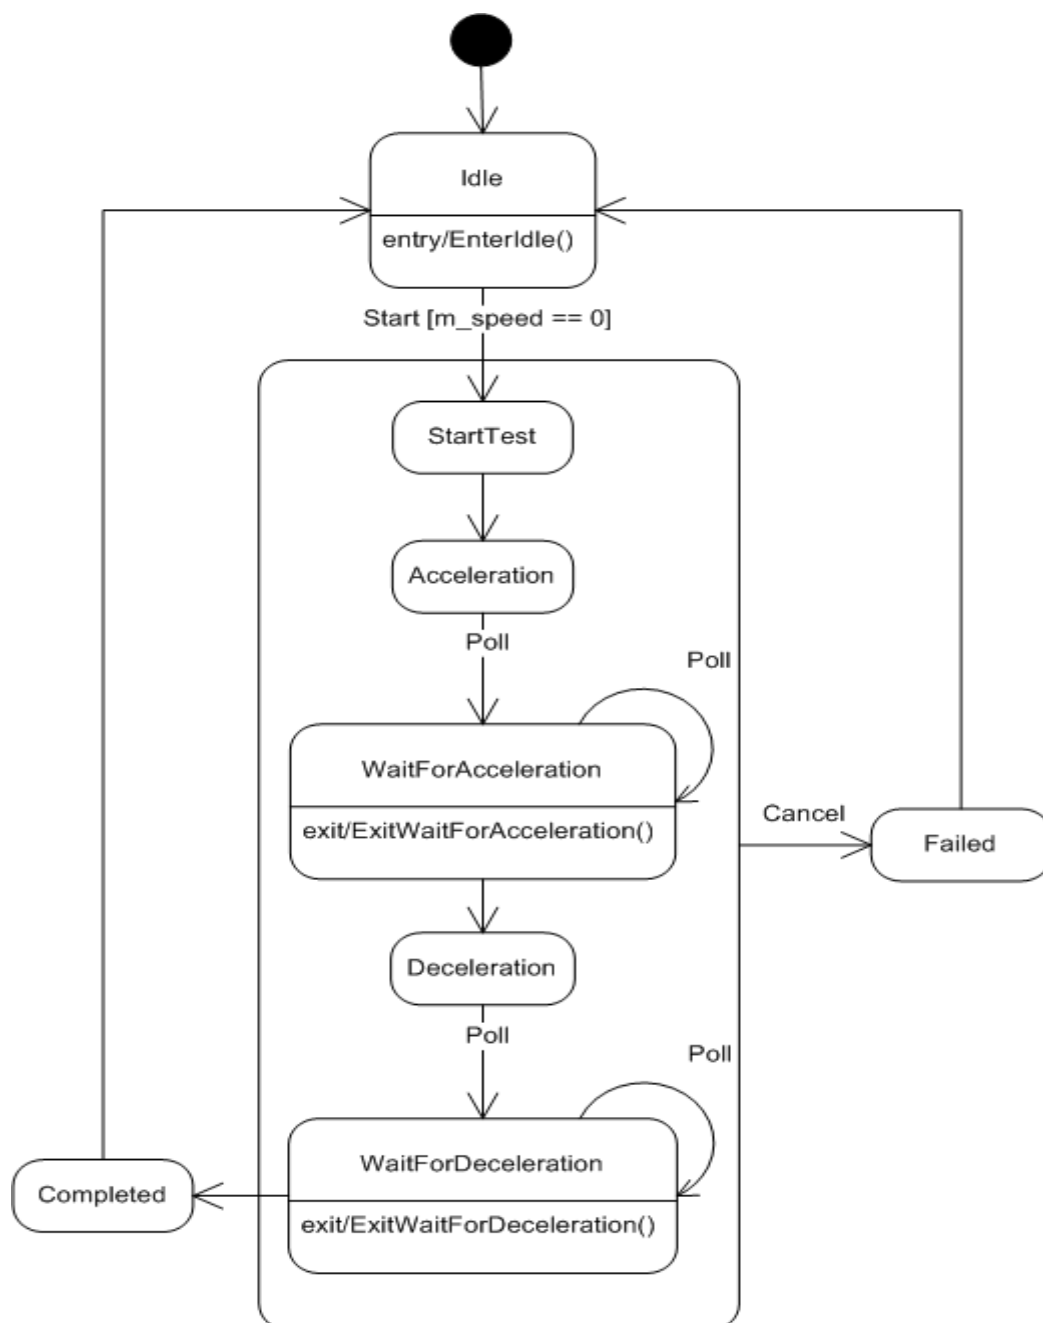 Idle
entry/EnterIdle()
Start [m_speed == 0]
StartTest
Acceleration
Poll
Poll
WaitForAcceleration
exit/ExitWaitForAcceleration()
Cancel
Failed
Deceleration
Poll
Poll
WaitForDeceleration
exit/ExitWaitForDeceleration()
Completed